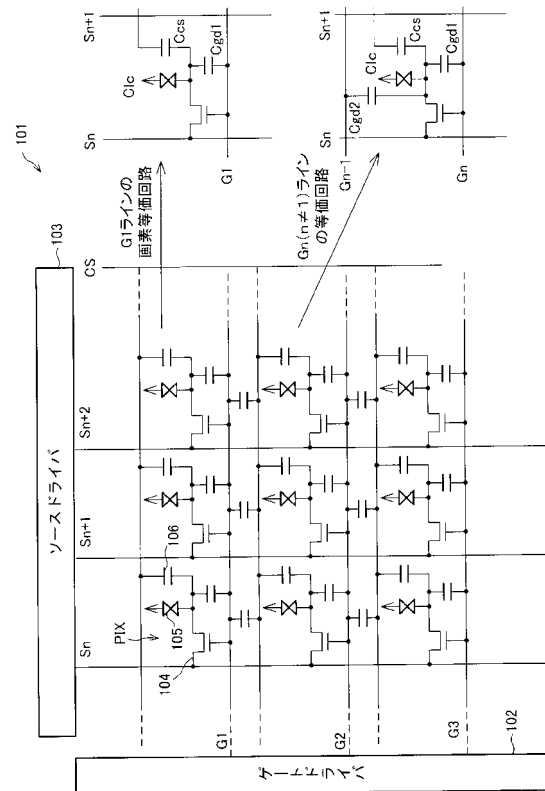 101
103
ソースドライバ
Sn
Sn+1
Sn+2
CS
PIX
104
105
106
G1
G2
G3
102
ゲートドライバ
G1ラインの
画素等価回路
Gn(n≠1)ライン
の等価回路
Sn
Sn+1
Clc
Ccs
Cgd1
G1
Sn
Sn+1
Gn-1
Cgd2
Clc
Ccs
Cgd1
Gn